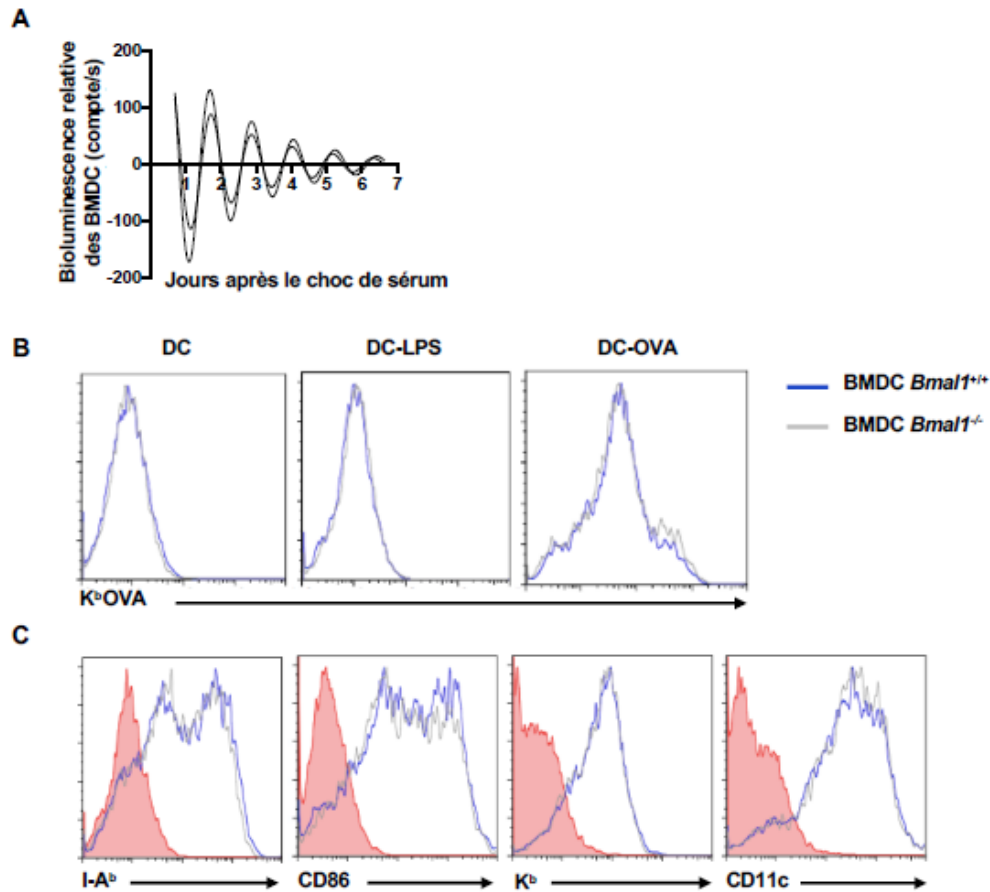 A
Bioluminescence relative
des BMDC (compte/s)
200
100
0
-100
-200
1 2 3 4 5 6 7
Jours après le choc de sérum
B
DC DC-LPS DC-OVA
BMDC Bmal1+/+
BMDC Bmal1-/-
KᵇOVA
C
I-Aᵇ CD86 Kᵇ CD11c